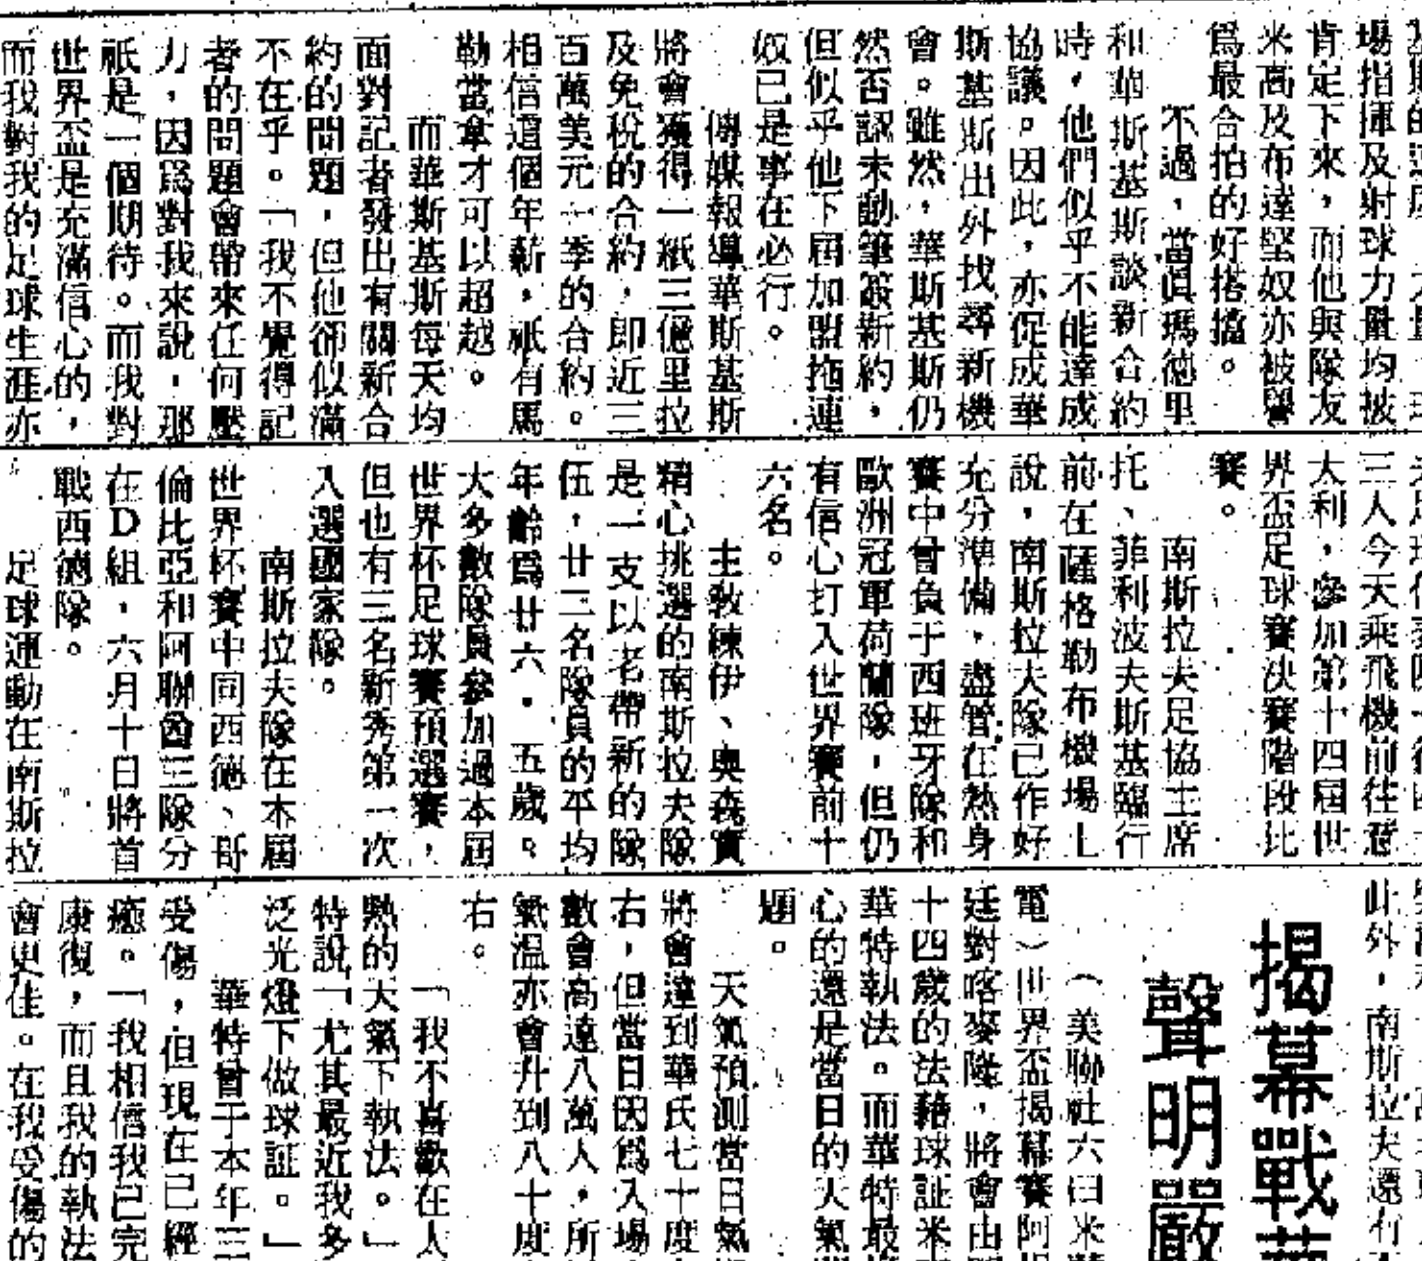 場指揮及射球力量均被
肯定下來，而他與隊友
米高及布達堅奴亦被譽
爲最合拍的好搭擋。
不過，當眞瑪德里
和華斯基斯談新合約
時，他們似乎不能達成
協議。因此，亦促成華
斯基斯出外找尋新機
會。雖然，華斯基斯仍
然否認未動筆簽新約，
但似乎他下屆加盟拖連
奴已是事在必行。
傳媒報導華斯基斯
將會獲得一紙三億里拉
及免稅的合約，即近三
百萬美元一季的合約。
相信這個年薪，祇有馬
勒當拿才可以超越。
而華斯基斯每天均
面對記者發出有關新合
約的問題，但他卻似滿
不在乎。「我不覺得記
者的問題會帶來任何壓
力，因爲對我來說，那
祇是一個期待。而我對
世界盃是充滿信心的，
而我對我的足球生涯亦
三人今天乘飛機前往意
大利，參加第十四屆世
界盃足球賽決賽階段比
賽。
南斯拉夫足協主席
托、菲利波夫斯基臨行
前在薩格勒布機場上
說，南斯拉夫隊已作好
充分準備，盡管在熱身
賽中曾負于西班牙隊和
歐洲冠軍荷蘭隊，但仍
有信心打入世界賽前十
六名。
主教練伊、奧森實
精心挑選的南斯拉夫隊
是一支以老帶新的隊
伍，廿二名隊員的平均
年齡爲廿六．五歲。
大多數隊員參加過本屆
世界杯足球賽預選賽，
但也有三名新秀第一次
入選國家隊。
南斯拉夫隊在本屆
世界杯賽中同西德、哥
倫比亞和阿聯酋三隊分
在D組，六月十日將首
戰西德隊。
足球運動在南斯拉
此外，南斯拉夫還有
揭幕戰華
聲明嚴
（美聯社六日米蘭
電）世界盃揭幕賽阿根
廷對喀麥隆，將會由四
十四歲的法藉球証米
華特執法。而華特最
心的還是當日的天氣
題。
天氣預測當日氣
將會達到華氏七十度
右，但當日因爲入場
數會高達八萬人，所
氣溫亦會升到八十度
右。
「我不喜歡在太
熱的天氣下執法。」
特說「尤其最近我多
泛光燈下做球証。」
華特曾于本年三
受傷，但現在已經
癒。「我相信我已完
康復，而且我的執法
會更佳。在我受傷的